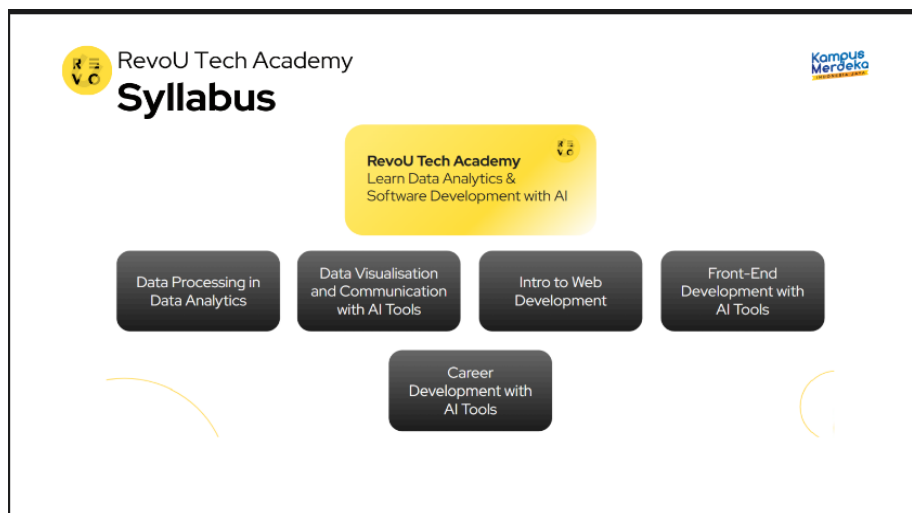 RevoU Tech Academy
Syllabus
Kampus
Merdeka
INDONESIA JAYA
RevoU Tech Academy
Learn Data Analytics &
Software Development with AI
Data Processing in
Data Analytics
Data Visualisation
and Communication
with AI Tools
Intro to Web
Development
Front-End
Development with
AI Tools
Career
Development with
AI Tools